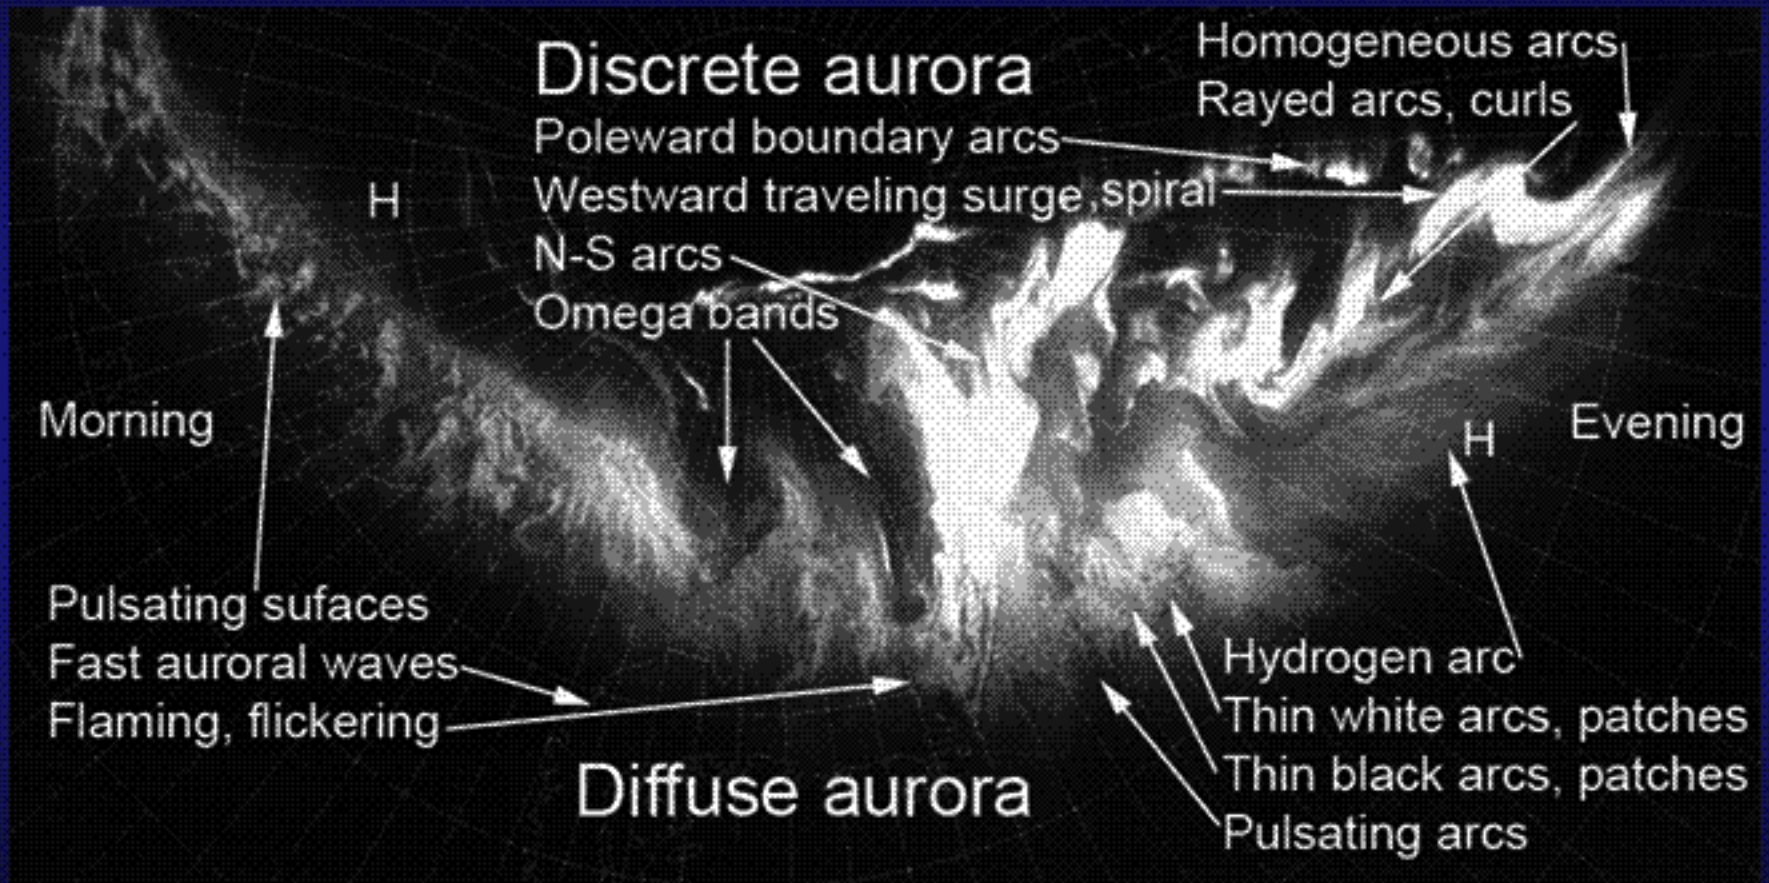 Discrete aurora
Poleward boundary arcs
Westward traveling surge,spiral
N-S arcs
Omega bands
Homogeneous arcs
Rayed arcs, curls
H
Morning
H
Evening
Pulsating sufaces
Fast auroral waves
Flaming, flickering
Diffuse aurora
Hydrogen arc
Thin white arcs, patches
Thin black arcs, patches
Pulsating arcs